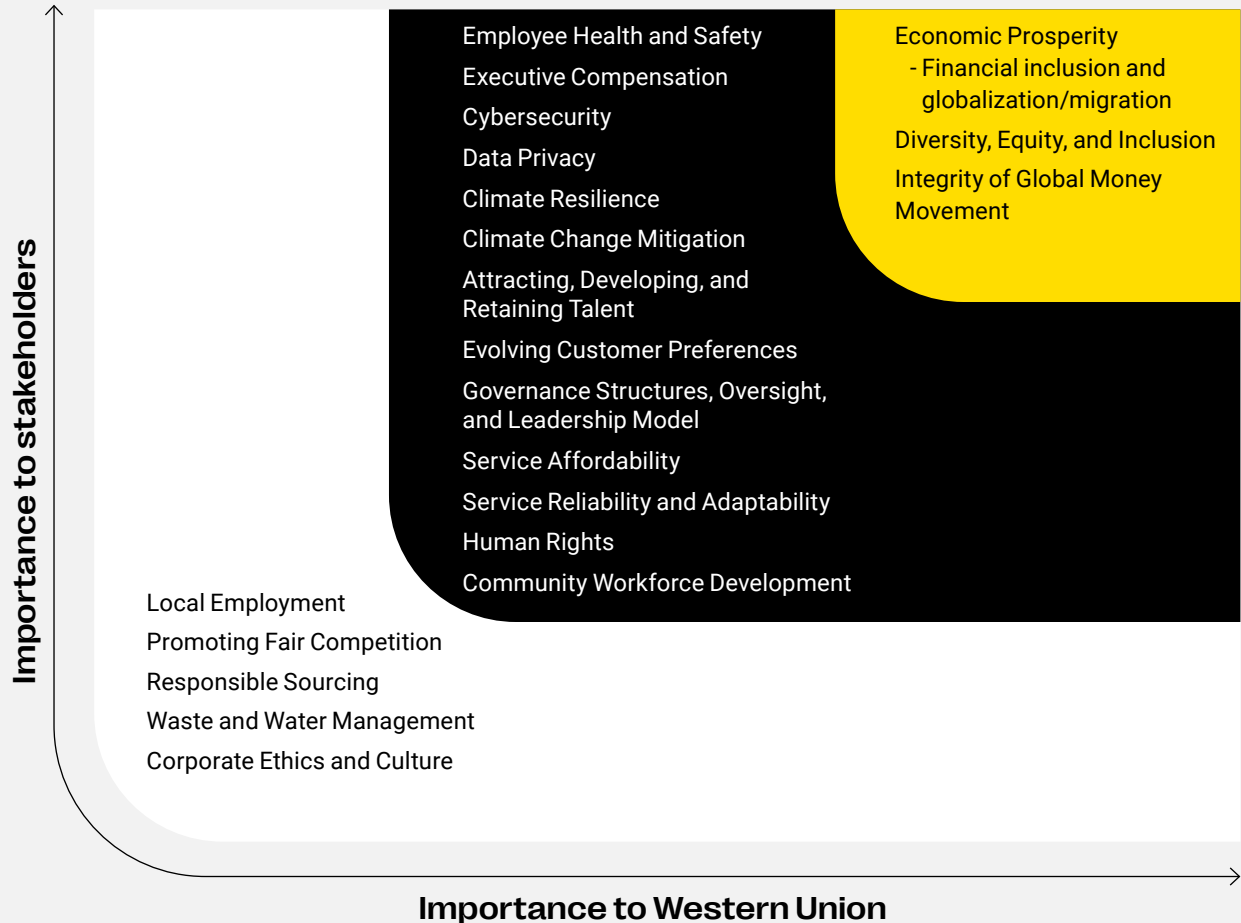 Importance to stakeholders
Employee Health and Safety
Executive Compensation
Cybersecurity
Data Privacy
Climate Resilience
Climate Change Mitigation
Attracting, Developing, and
Retaining Talent
Evolving Customer Preferences
Governance Structures, Oversight,
and Leadership Model
Service Affordability
Service Reliability and Adaptability
Human Rights
Community Workforce Development
Economic Prosperity
- Financial inclusion and
globalization/migration
Diversity, Equity, and Inclusion
Integrity of Global Money
Movement
Local Employment
Promoting Fair Competition
Responsible Sourcing
Waste and Water Management
Corporate Ethics and Culture
Importance to Western Union